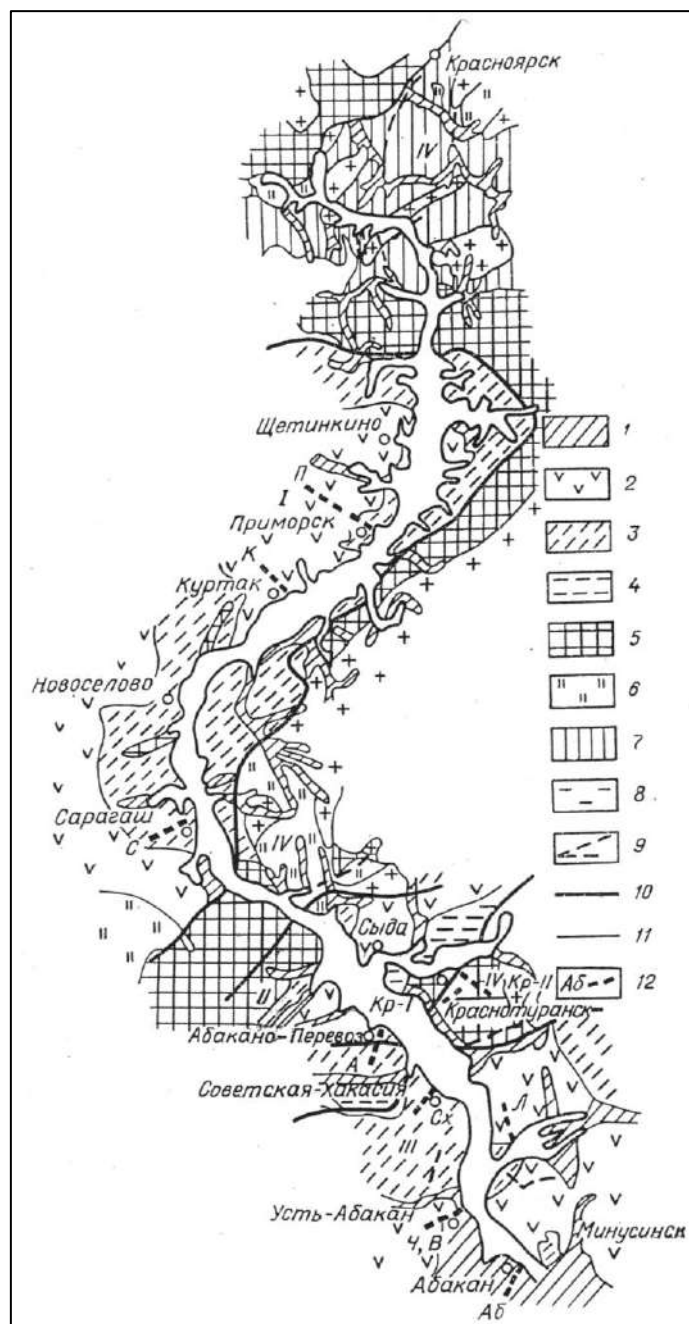 Красноярск
IV
Щетинкино
П
I
Приморск
К
Куртак
Новоселово
Сарагаш
С
IV
Сыда
II
IV Кр-II
Кр-I
Краснотуранск
Абакано-Перевоз
А
Советская-Хакасия
Сх
Л
III
Усть-Абакан
Ч, В
Минусинск
Абакан
Аб
1
2
3
4
5
6
7
8
9
10
11
Аб 12